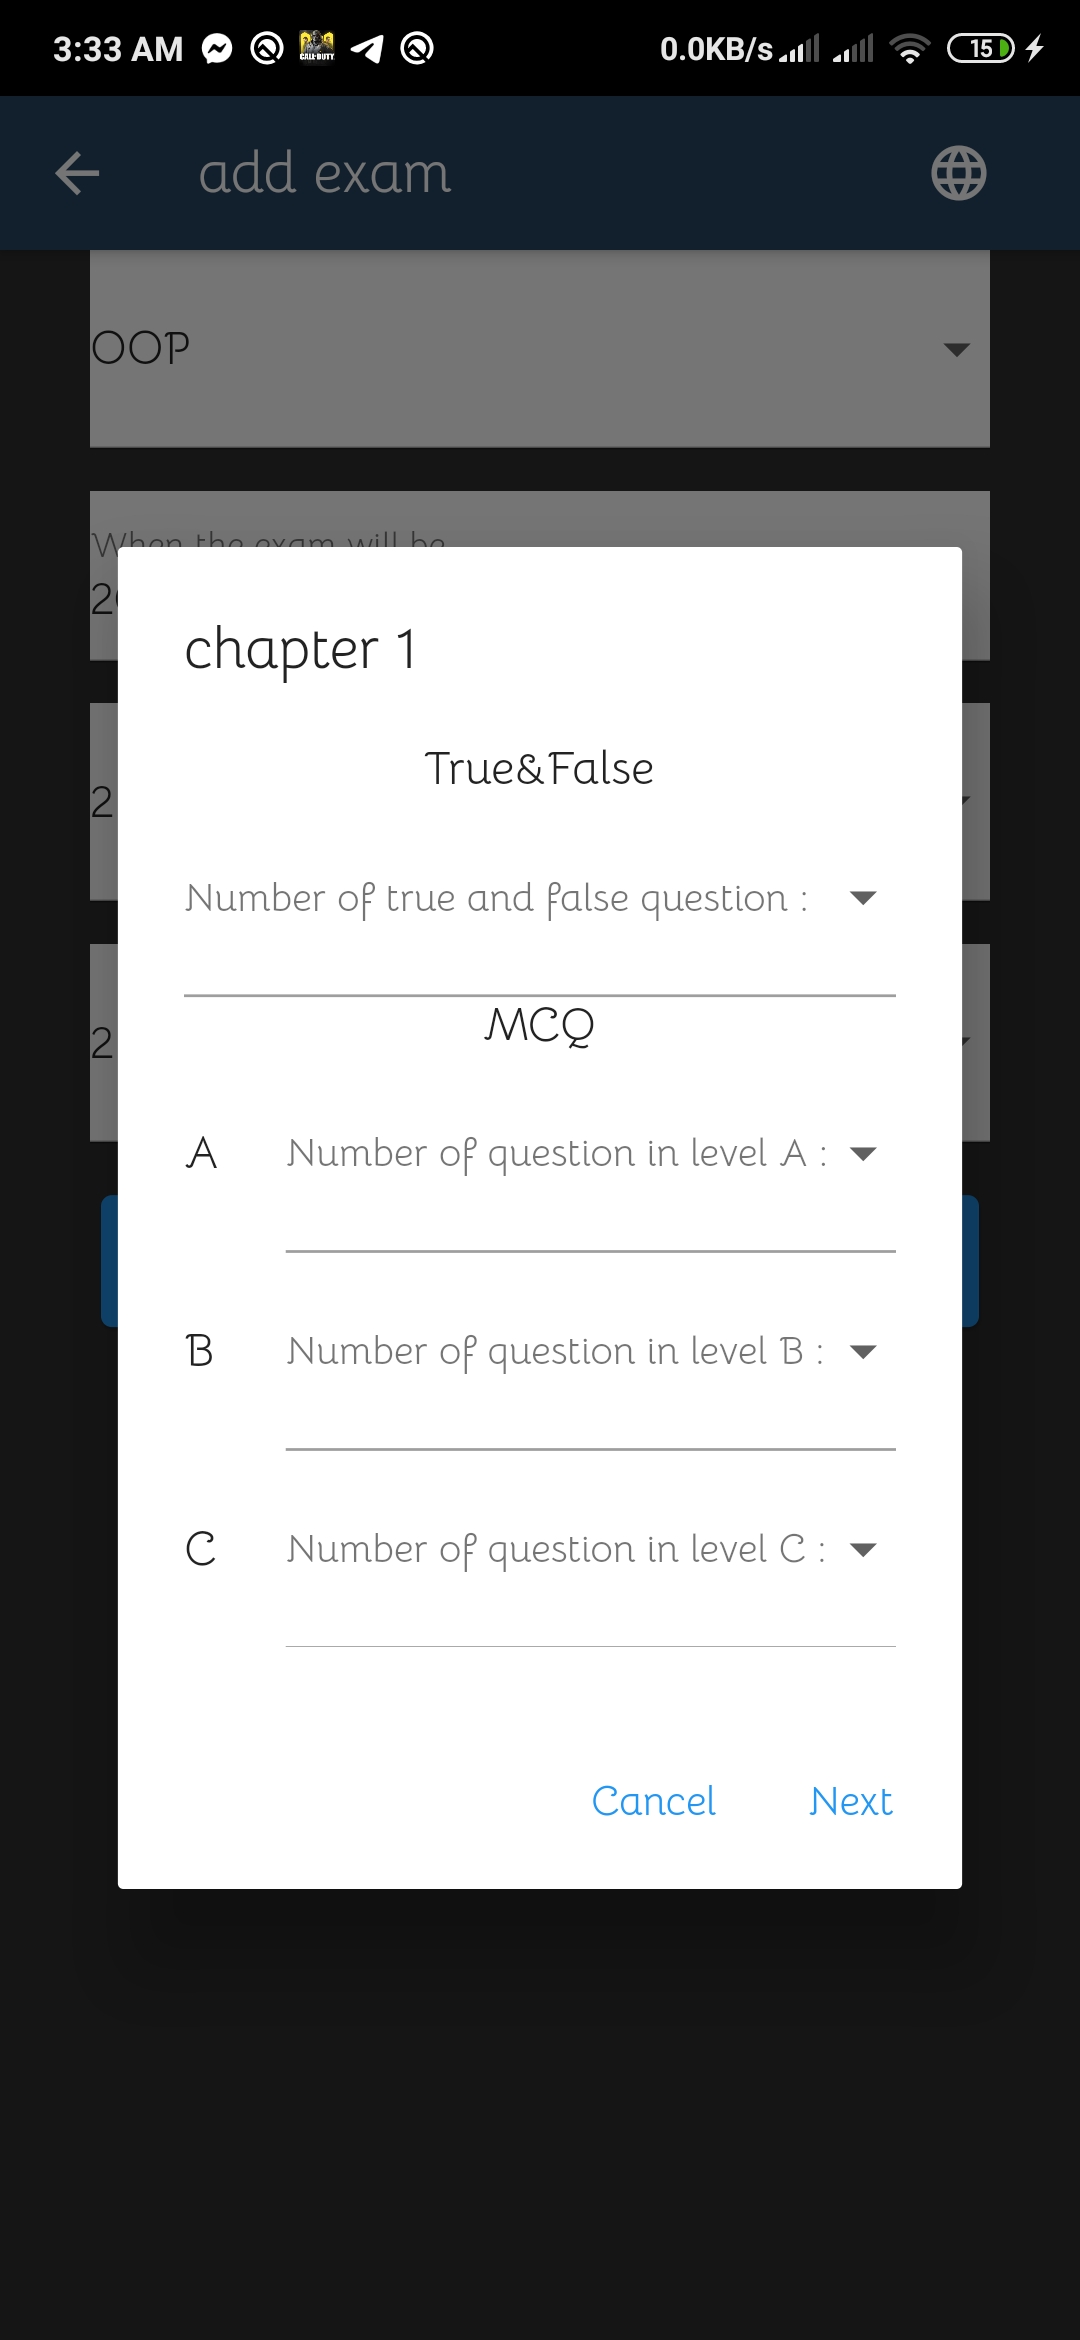 3:33 AM 0.0KB/s 15
CALL·DUTY
add exam
OOP
When the exam will be
2
chapter 1
True&False
2
Number of true and false question :
MCQ
2
A Number of question in level A :
B Number of question in level B :
C Number of question in level C :
Cancel Next